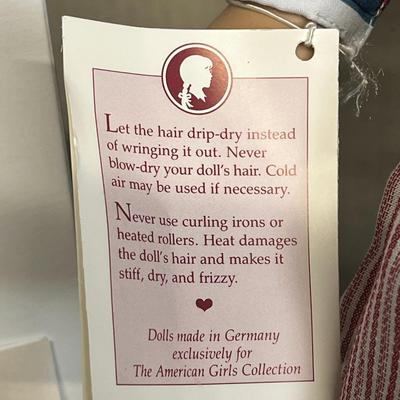 Let the hair drip-dry instead
of wringing it out. Never
blow-dry your doll's hair. Cold
air may be used if necessary.
Never use curling irons or
heated rollers. Heat damages
the doll's hair and makes it
stiff, dry, and frizzy.
Dolls made in Germany
exclusively for
The American Girls Collection